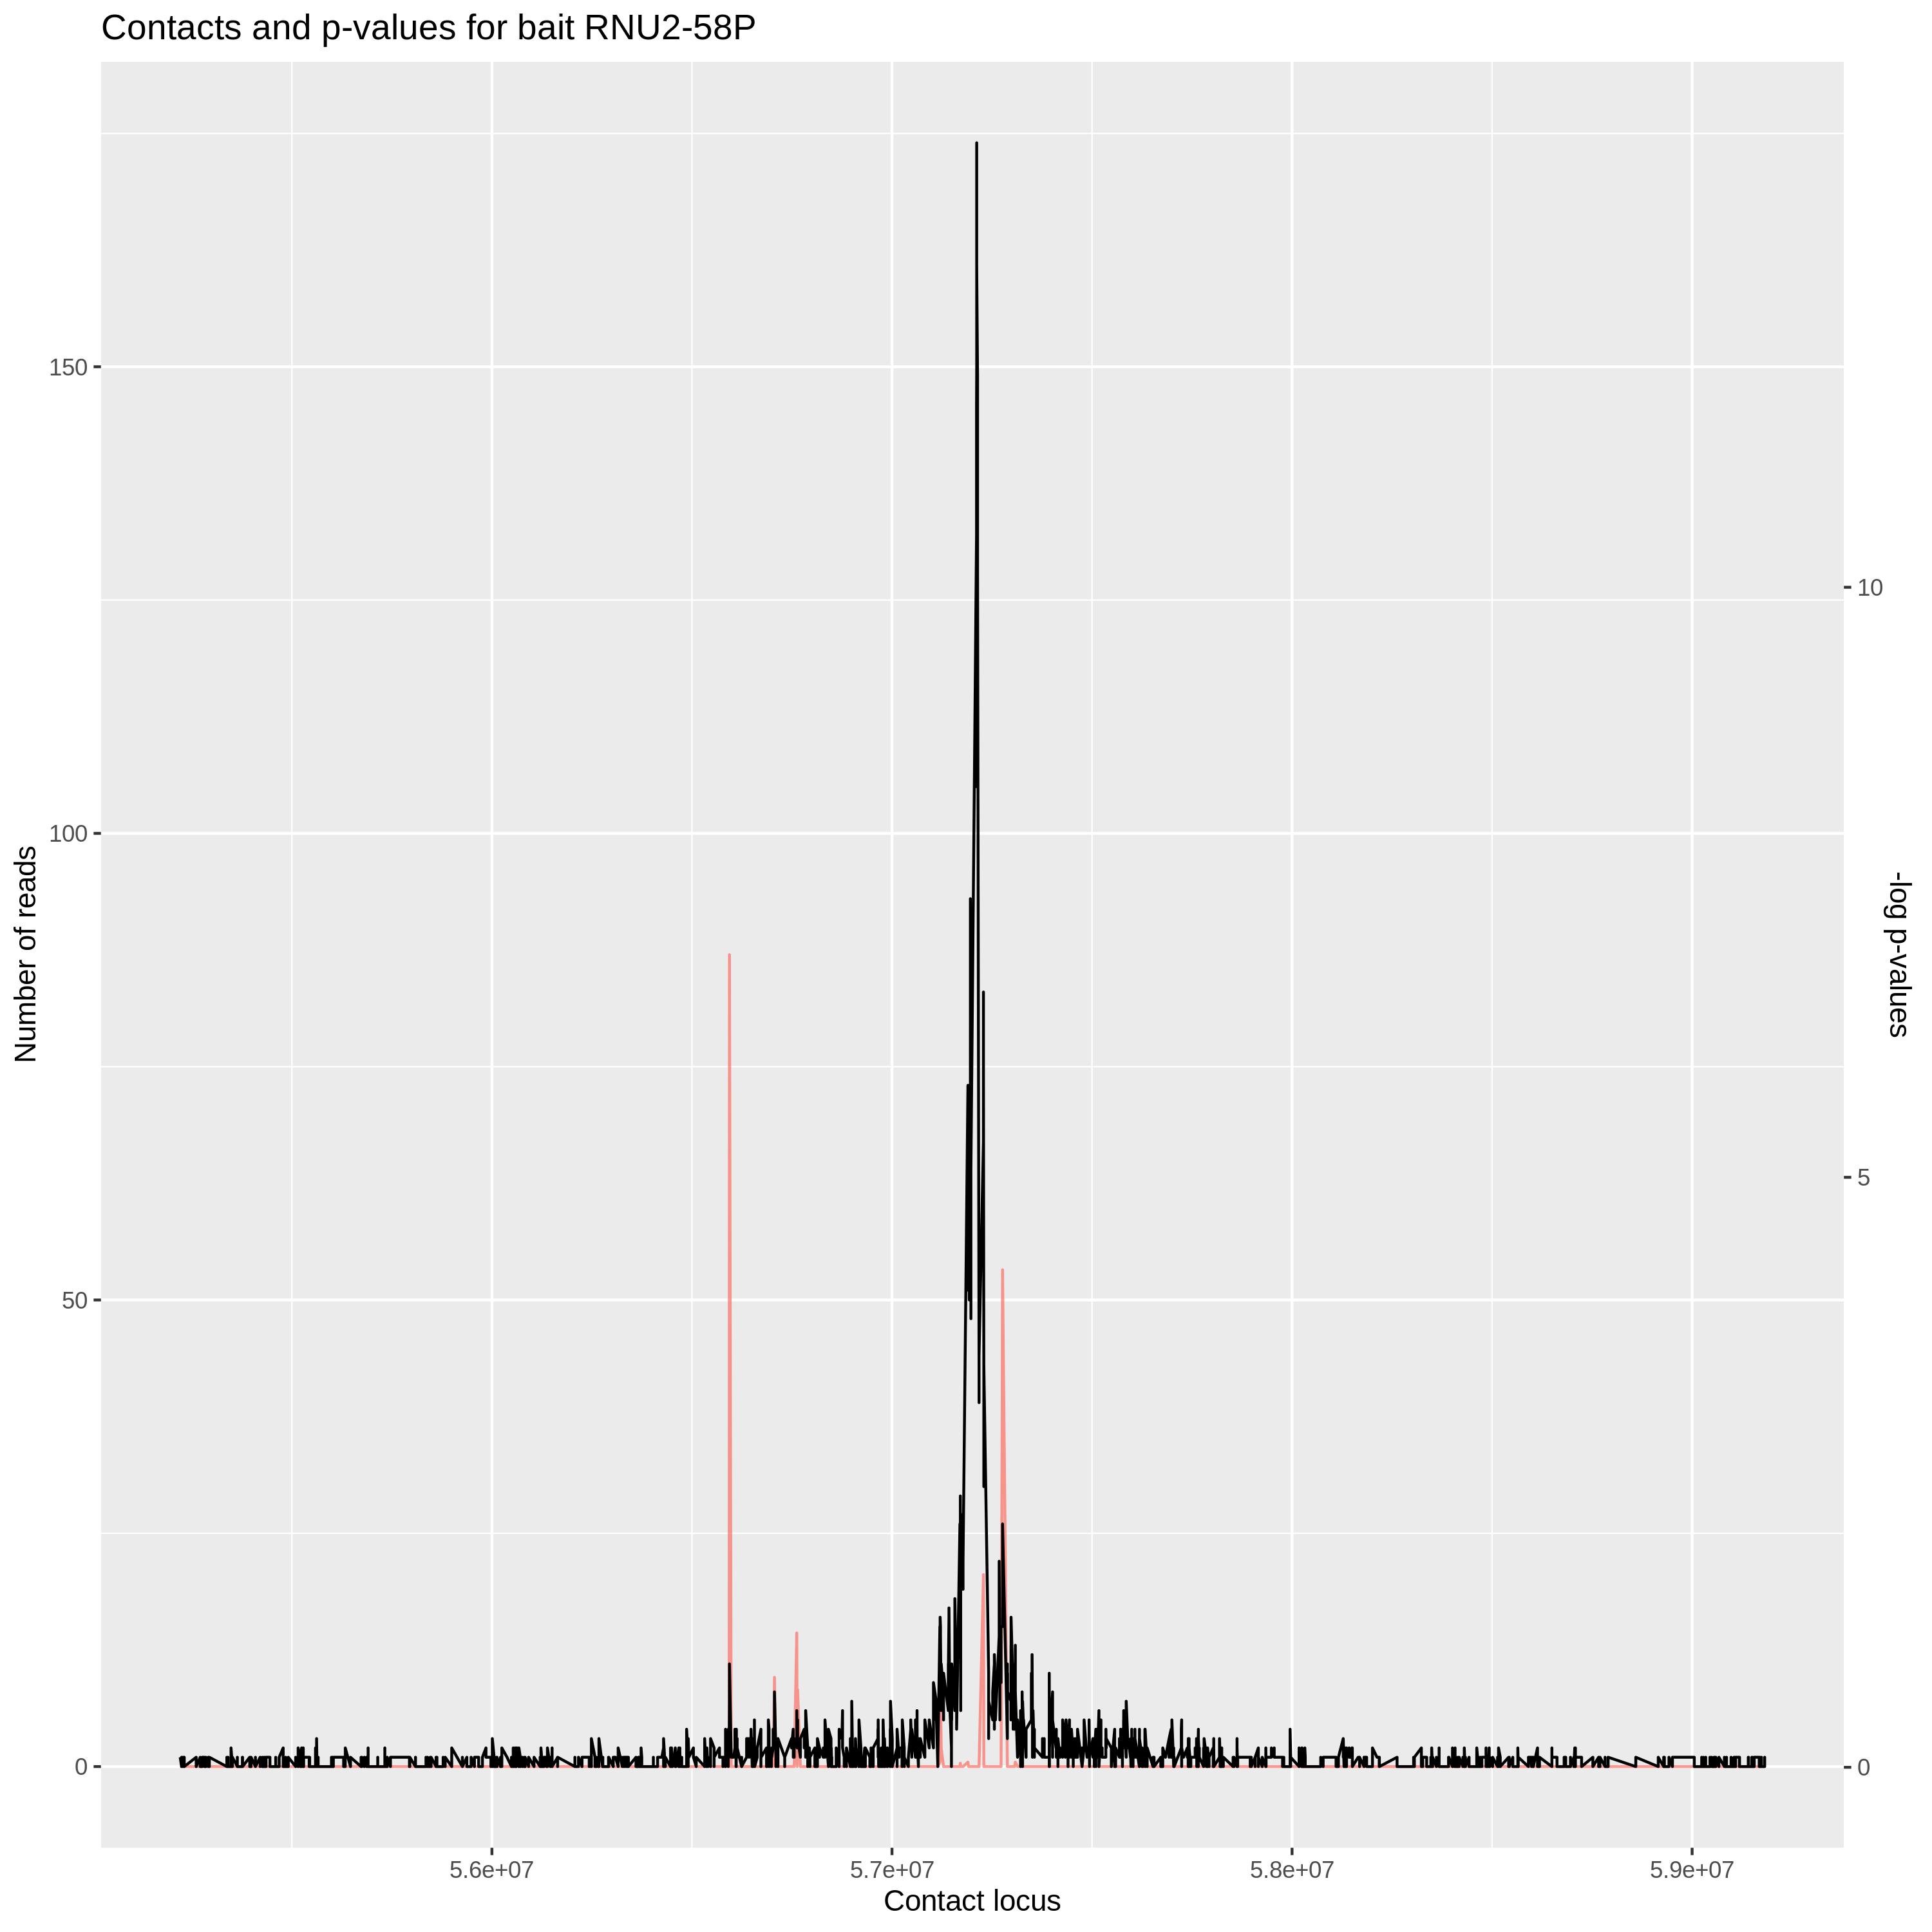 Contacts and p-values for bait RNU2-58P
150
100
50
0
Number of reads
10
5
0
-log p-values
5.6e+07
5.7e+07
5.8e+07
5.9e+07
Contact locus